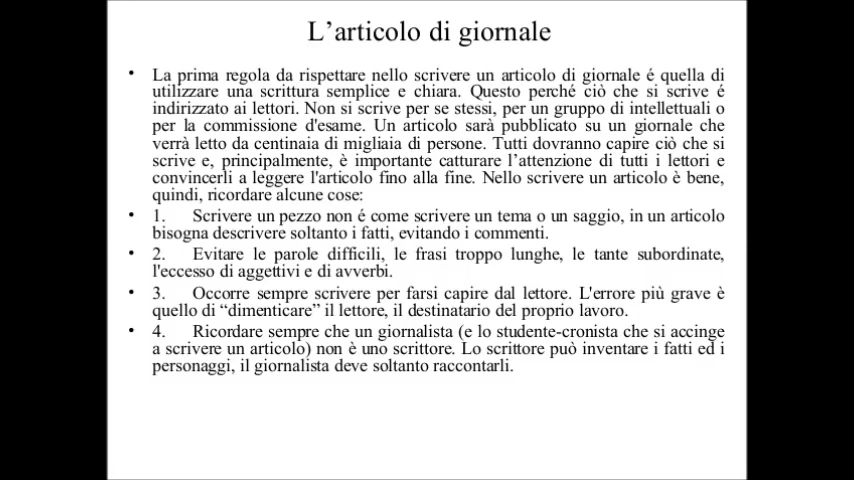 L’articolo di giornale
• La prima regola da rispettare nello scrivere un articolo di giornale é quella di
utilizzare una scrittura semplice e chiara. Questo perché ciò che si scrive é
indirizzato ai lettori. Non si scrive per se stessi, per un gruppo di intellettuali o
per la commissione d'esame. Un articolo sarà pubblicato su un giornale che
verrà letto da centinaia di migliaia di persone. Tutti dovranno capire ciò che si
scrive e, principalmente, è importante catturare l’attenzione di tutti i lettori e
convincerli a leggere l'articolo fino alla fine. Nello scrivere un articolo è bene,
quindi, ricordare alcune cose:
• 1. Scrivere un pezzo non é come scrivere un tema o un saggio, in un articolo
bisogna descrivere soltanto i fatti, evitando i commenti.
• 2. Evitare le parole difficili, le frasi troppo lunghe, le tante subordinate,
l'eccesso di aggettivi e di avverbi.
• 3. Occorre sempre scrivere per farsi capire dal lettore. L'errore più grave è
quello di “dimenticare” il lettore, il destinatario del proprio lavoro.
• 4. Ricordare sempre che un giornalista (e lo studente-cronista che si accinge
a scrivere un articolo) non è uno scrittore. Lo scrittore può inventare i fatti ed i
personaggi, il giornalista deve soltanto raccontarli.